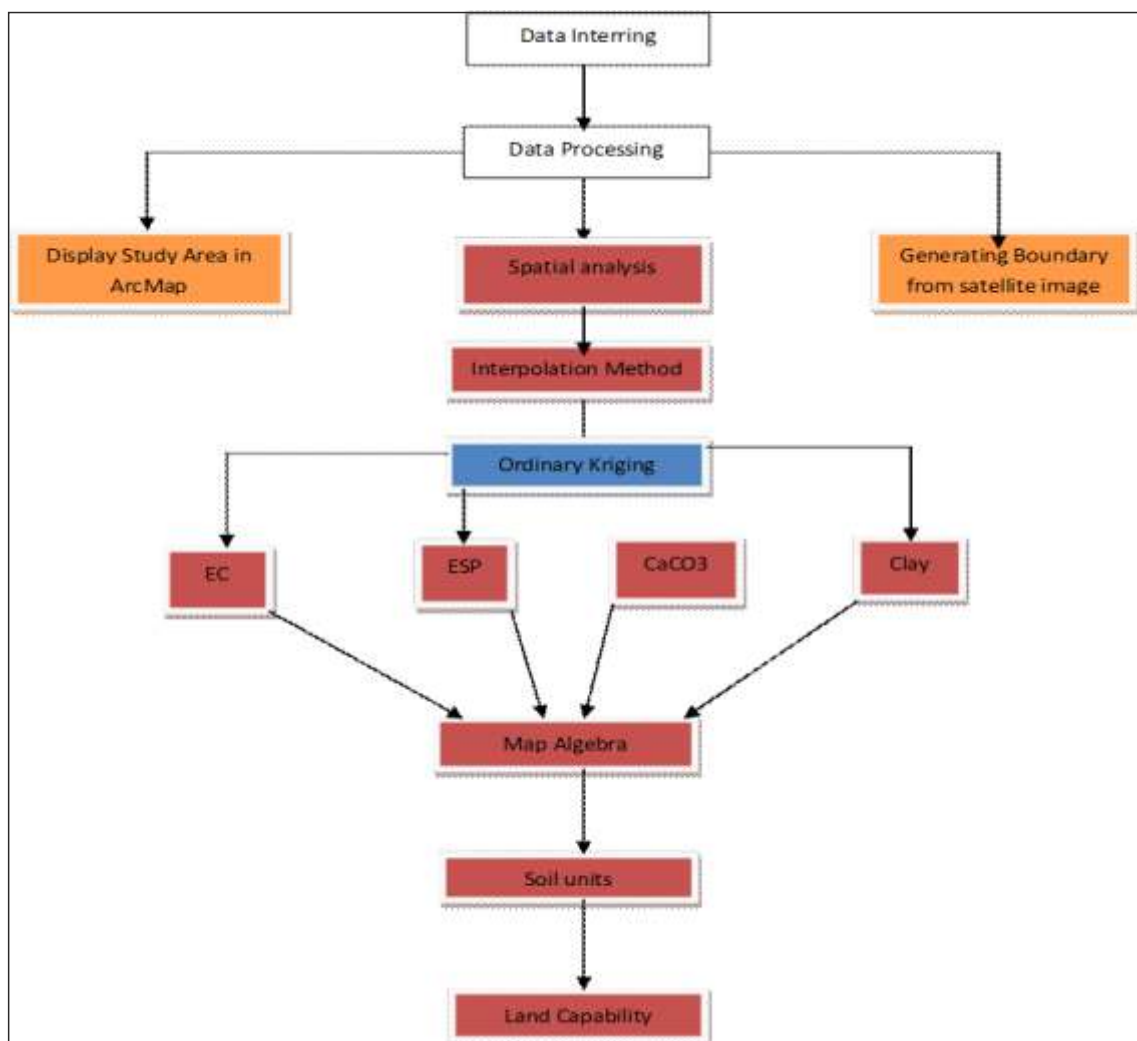 Data Interring
Data Processing
Display Study Area in
ArcMap
Spatial analysis
Generating Boundary
from satellite image
Interpolation Method
Ordinary Kriging
EC
ESP
CaCO3
Clay
Map Algebra
Soil units
Land Capability